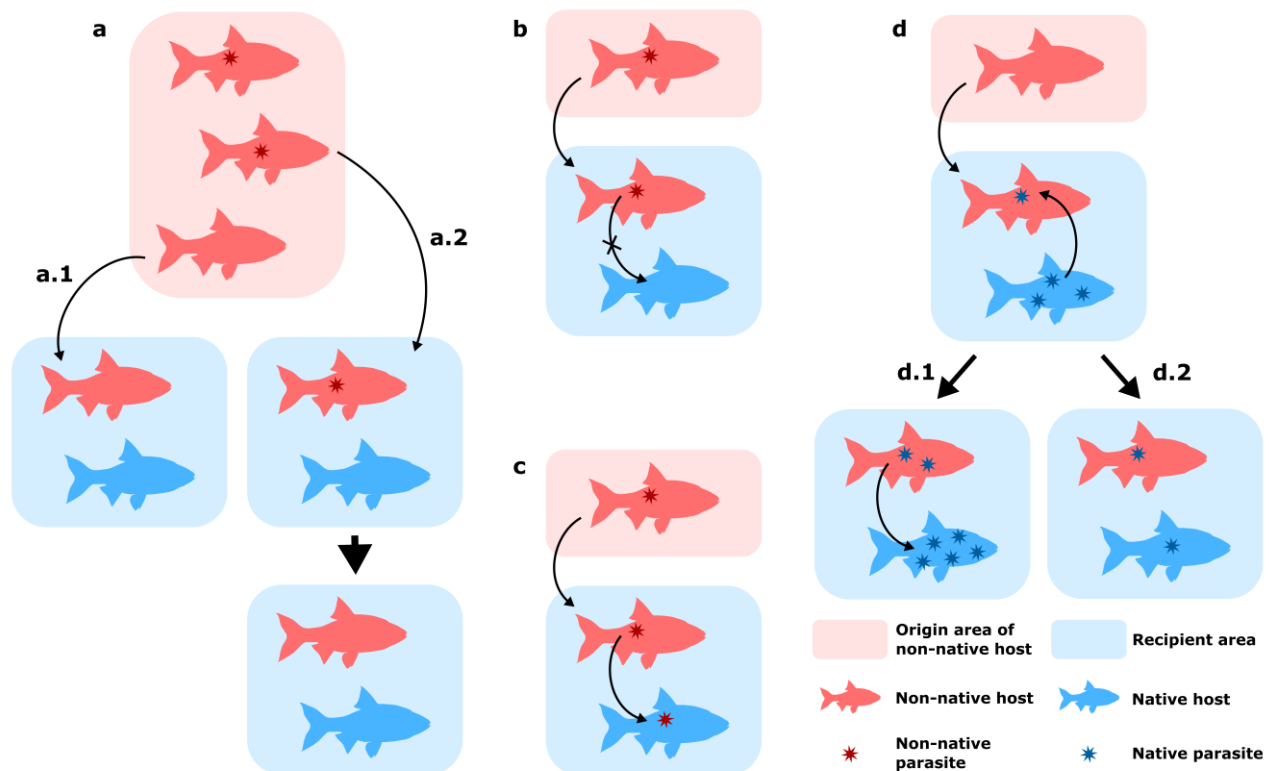 a
a.1
a.2
b
c
d
d.1
d.2
Origin area of
non-native host
Recipient area
Non-native host
Native host
Non-native
parasite
Native parasite